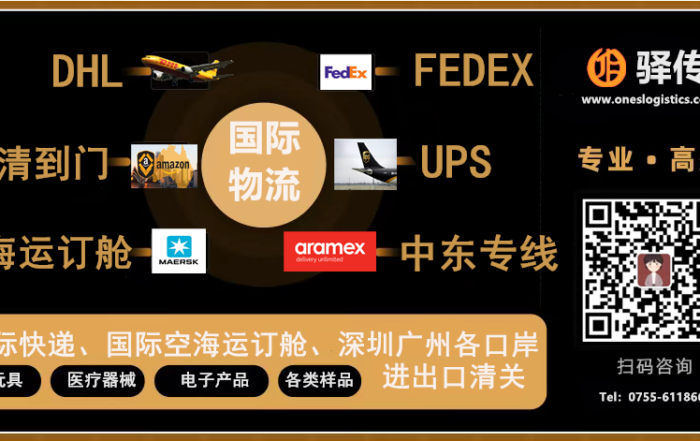 DHL
FedEx
FEDEX
驿传
www.oneslogistics.c
国际
物流
清到门
amazon
UPS
专业·高
海运订舱
MAERSK
aramex
delivery unlimited
中东专线
际快递、国际空海运订舱、深圳广州各口岸
玩具
医疗器械
电子产品
各类样品
进出口清关
扫码咨询
Tel: 0755-61186